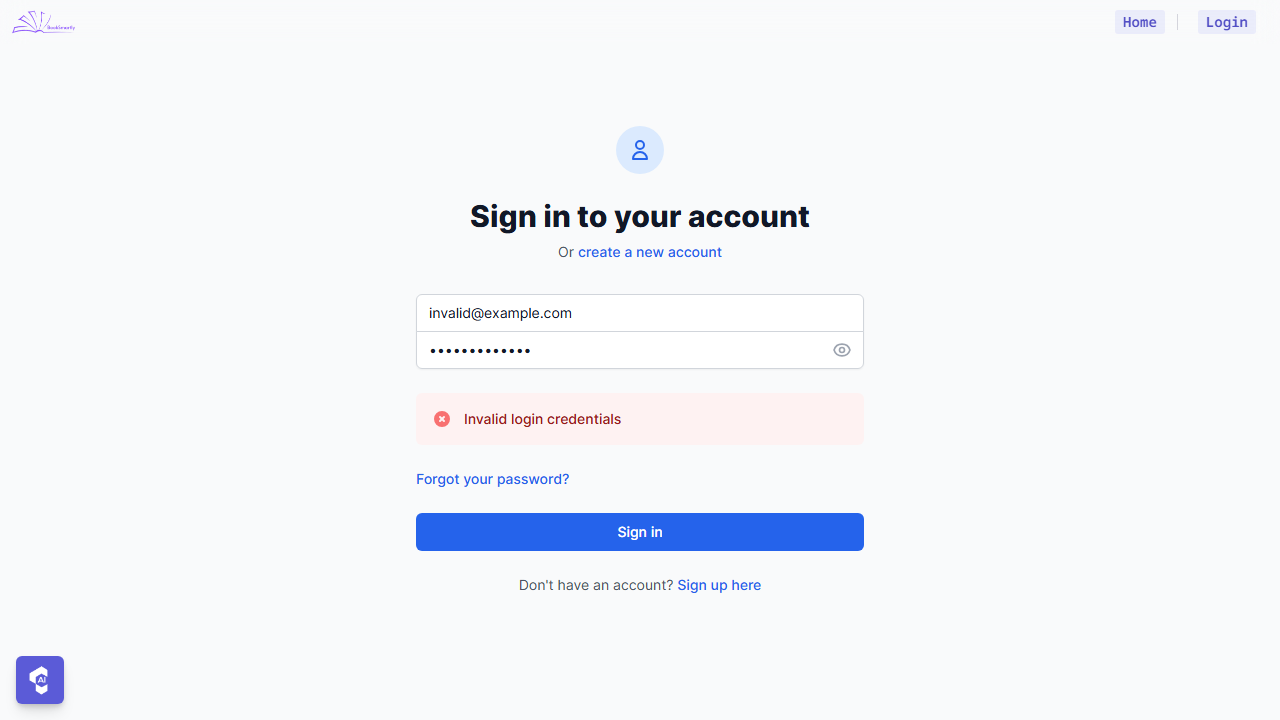 Home
Login
Sign in to your account
Or create a new account
invalid@example.com
•••••••••••••
Invalid login credentials
Forgot your password?
Sign in
Don't have an account? Sign up here
AI